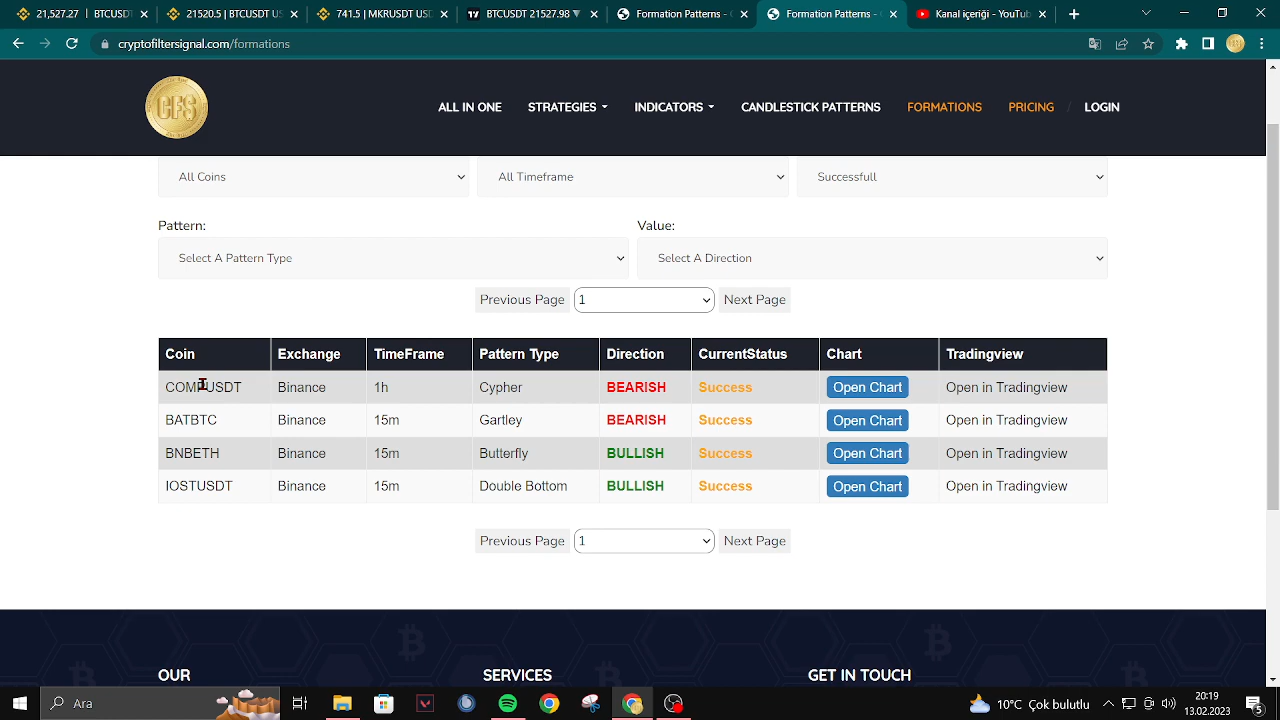 21,527.27 | BTCUSDT
21520.5 | BTCUSDT US
741.5 | MKRUSDT USD
BTCUSDT 21527.98 ▼
Formation Patterns - C
Formation Patterns - C
Kanal içeriği - YouTube
cryptofiltersignal.com/formations
CFS
ALL IN ONE STRATEGIES INDICATORS CANDLESTICK PATTERNS FORMATIONS PRICING / LOGIN
All Coins All Timeframe Successfull
Pattern: Value:
Select A Pattern Type Select A Direction
Previous Page 1 Next Page
Coin Exchange TimeFrame Pattern Type Direction CurrentStatus Chart Tradingview
COMPUSDT Binance 1h Cypher BEARISH Success Open Chart Open in Tradingview
BATBTC Binance 15m Gartley BEARISH Success Open Chart Open in Tradingview
BNBETH Binance 15m Butterfly BULLISH Success Open Chart Open in Tradingview
IOSTUSDT Binance 15m Double Bottom BULLISH Success Open Chart Open in Tradingview
Previous Page 1 Next Page
OUR SERVICES GET IN TOUCH
Ara
10°C Çok bulutlu
20:19
13.02.2023